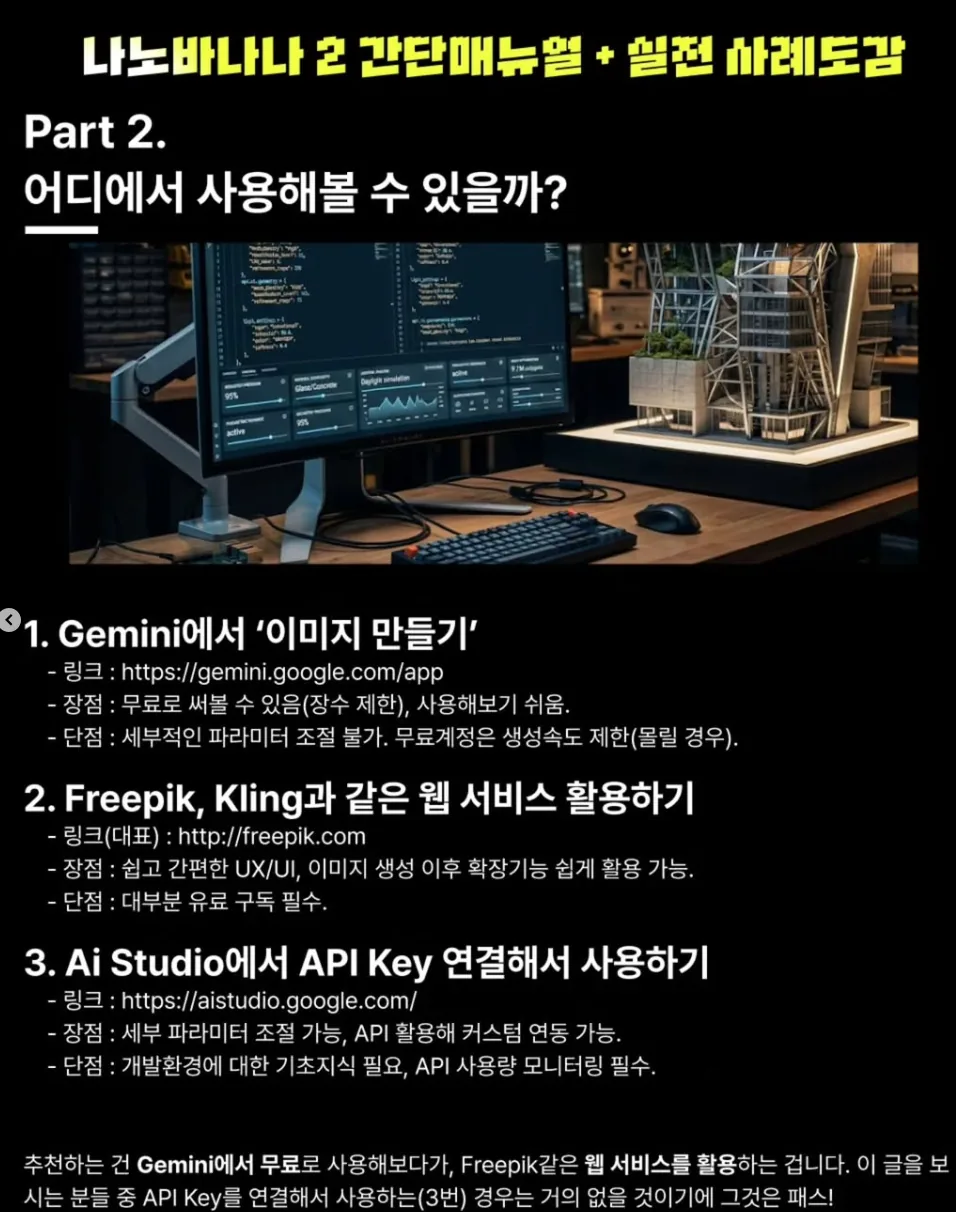 나노바나나 2 간단매뉴얼 + 실전 사례도감
Part 2.
어디에서 사용해볼 수 있을까?
Glass/Concrete
Daylight simulation
active
95%
active
95%
1. Gemini에서 ‘이미지 만들기’
- 링크 : https://gemini.google.com/app
- 장점 : 무료로 써볼 수 있음(장수 제한), 사용해보기 쉬움.
- 단점 : 세부적인 파라미터 조절 불가. 무료계정은 생성속도 제한(몰릴 경우).
2. Freepik, Kling과 같은 웹 서비스 활용하기
- 링크(대표) : http://freepik.com
- 장점 : 쉽고 간편한 UX/UI, 이미지 생성 이후 확장기능 쉽게 활용 가능.
- 단점 : 대부분 유료 구독 필수.
3. Ai Studio에서 API Key 연결해서 사용하기
- 링크 : https://aistudio.google.com/
- 장점 : 세부 파라미터 조절 가능, API 활용해 커스텀 연동 가능.
- 단점 : 개발환경에 대한 기초지식 필요, API 사용량 모니터링 필수.
추천하는 건 Gemini에서 무료로 사용해보다가, Freepik같은 웹 서비스를 활용하는 겁니다. 이 글을 보
시는 분들 중 API Key를 연결해서 사용하는(3번) 경우는 거의 없을 것이기에 그것은 패스!